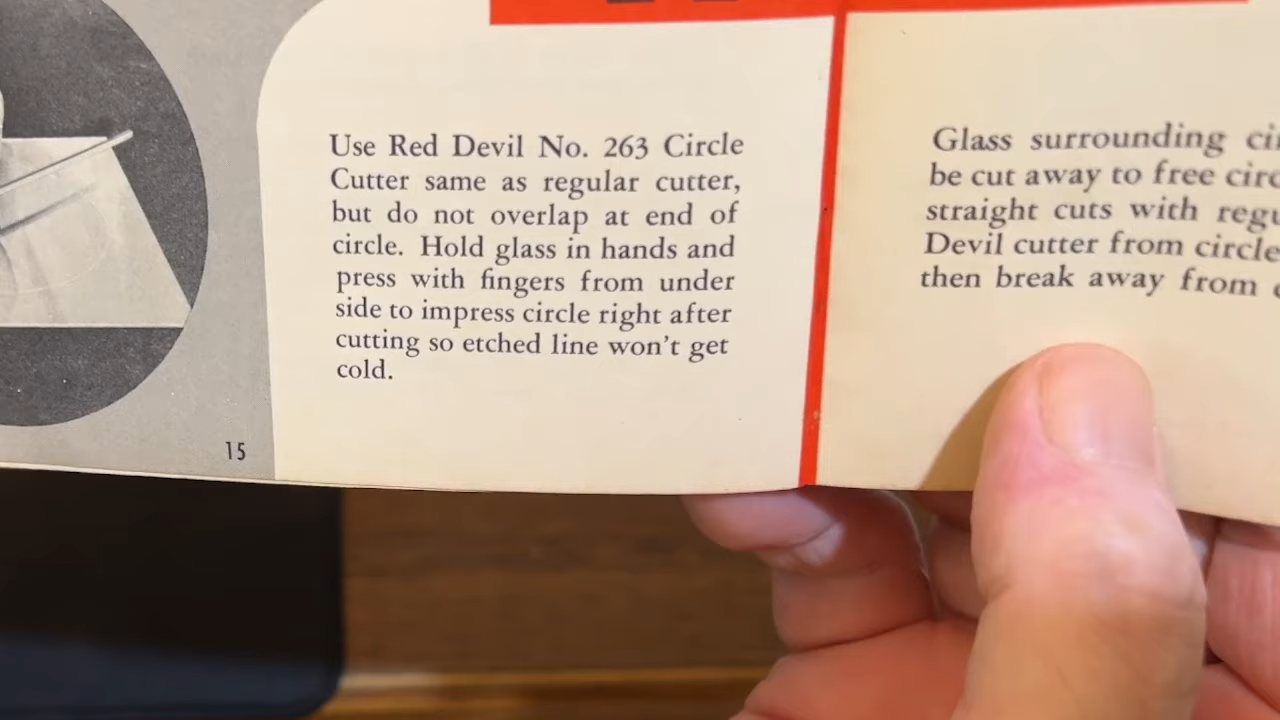 Use Red Devil No. 263 Circle
Cutter same as regular cutter,
but do not overlap at end of
circle. Hold glass in hands and
press with fingers from under
side to impress circle right after
cutting so etched line won't get
cold.
15
Glass surrounding
be cut away to free
straight cuts with
Devil cutter from circle
then break away from